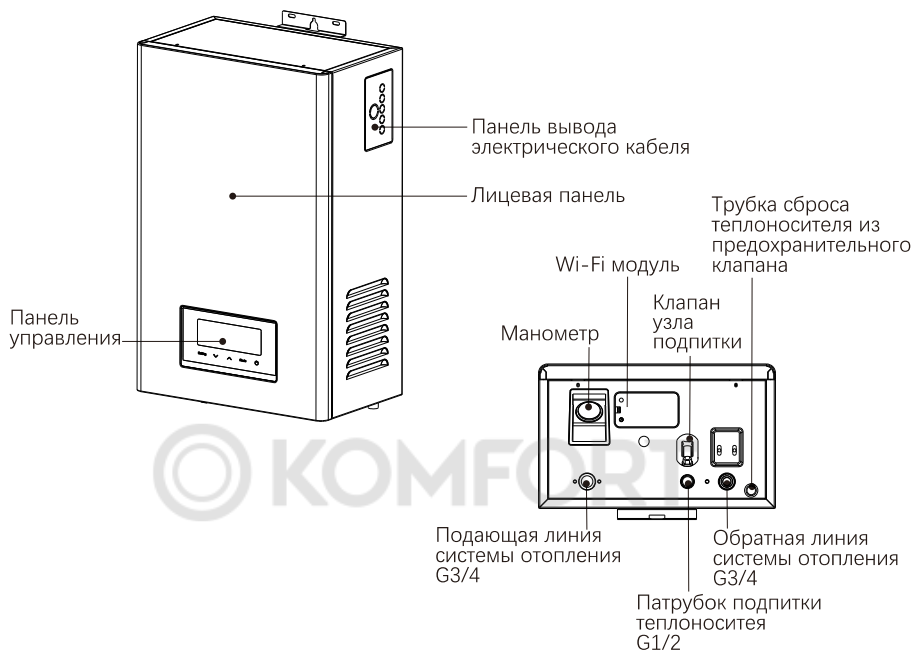 Панель вывода
электрического кабеля
Лицевая панель
Трубка сброса
теплоносителя из
предохранительного
клапана
Wi-Fi модуль
Клапан
узла
подпитки
Панель
управления
Манометр
KOMFORT
Подающая линия
системы отопления
G3/4
Обратная линия
системы отопления
G3/4
Патрубок подпитки
теплоноситея
G1/2